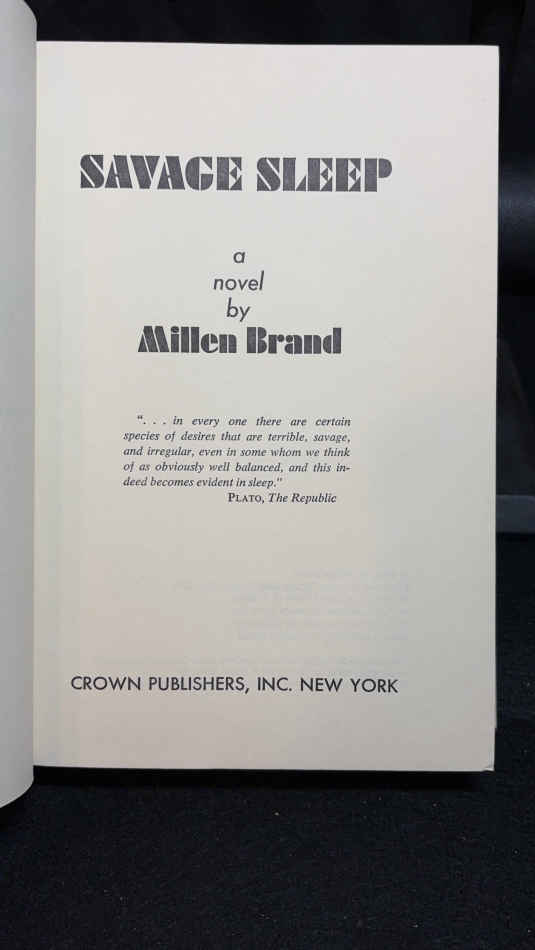 SAVAGE SLEEP
a
novel
by
Millen Brand
“. . . in every one there are certain
species of desires that are terrible, savage,
and irregular, even in some whom we think
of as obviously well balanced, and this in-
deed becomes evident in sleep.”
PLATO, The Republic
CROWN PUBLISHERS, INC. NEW YORK